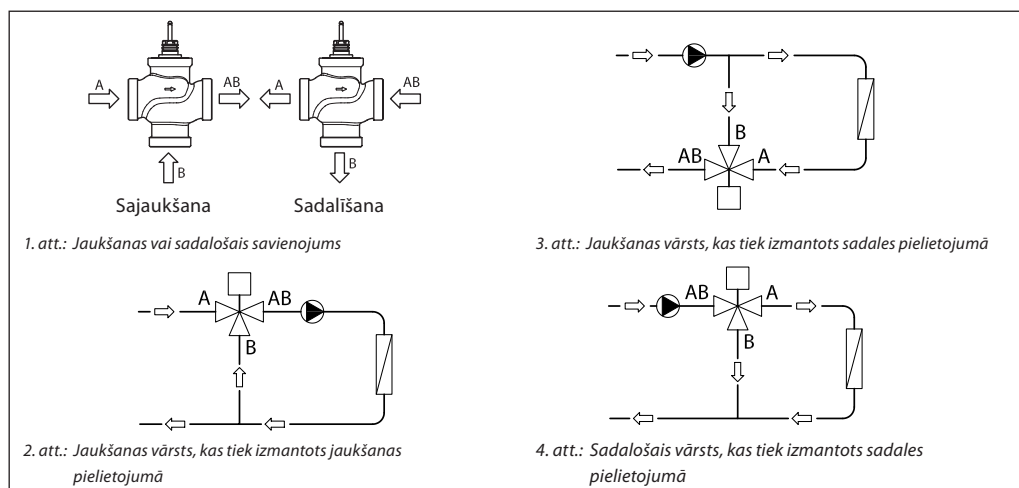 A
AB
B
Sajaukšana
A
AB
B
Sadalīšana
1. att.: Jaukšanas vai sadalošais savienojums
A
AB
B
2. att.: Jaukšanas vārsts, kas tiek izmantots jaukšanas
pielietojumā
B
AB
A
3. att.: Jaukšanas vārsts, kas tiek izmantots sadales pielietojumā
AB
A
B
4. att.: Sadalošais vārsts, kas tiek izmantots sadales
pielietojumā